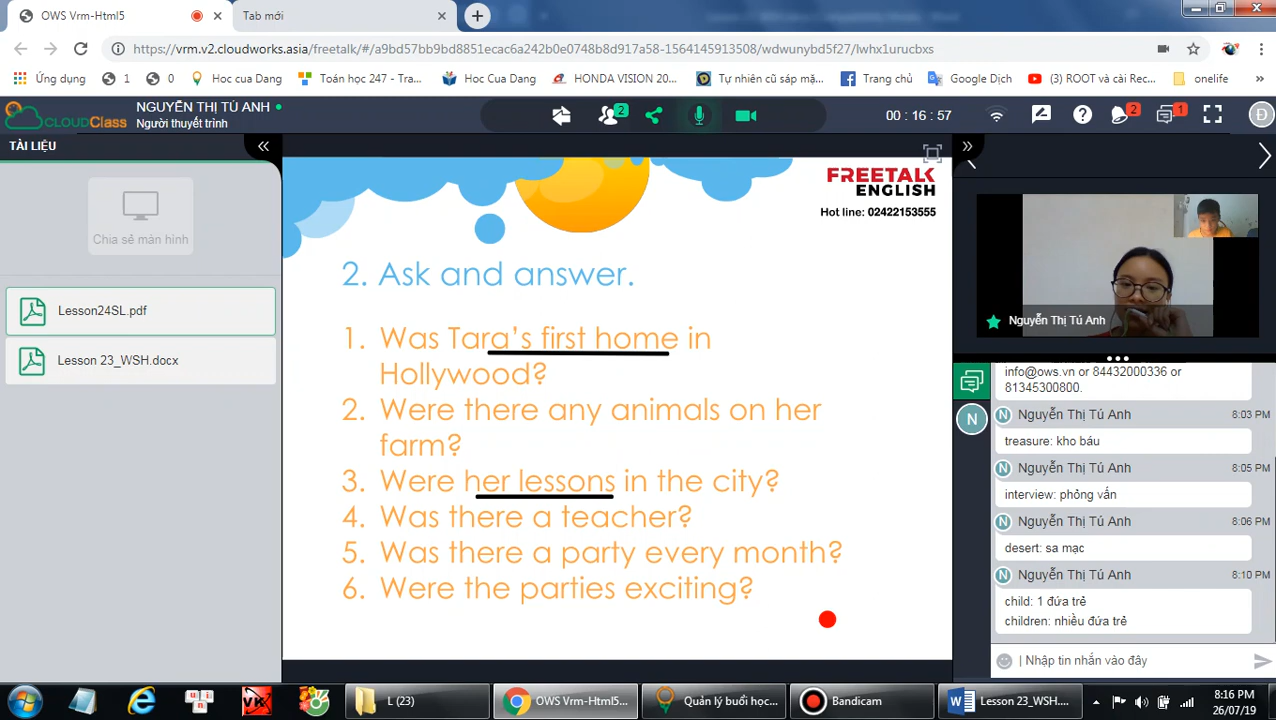 OWS Vrm-Html5
Tab mới
https://vrm.v2.cloudworks.asia/freetalk/#/a9bd57bb9bd8851ecac6a242b0e0748b8d917a58-1564145913508/wdwunybd5f27/lwhx1urucbxs
Ứng dụng
1
0
Hoc cua Dang
Toán học 247 - Tra...
Học Cua Dang
HONDA VISION 20...
Tự nhiên cũ sáp mặ...
Trang chủ
Google Dịch
(3) ROOT và cài Rec...
onelife
»
CLOUDClass
NGUYỄN THỊ TÚ ANH
Người thuyết trình
2
00 : 16 : 57
2
1
Đ
TÀI LIỆU
Chia sẻ màn hình
Lesson24SL.pdf
Lesson 23_WSH.docx
FREETALK
ENGLISH
Hot line: 02422153555
2. Ask and answer.
1. Was Tara's first home in
Hollywood?
2. Were there any animals on her
farm?
3. Were her lessons in the city?
4. Was there a teacher?
5. Was there a party every month?
6. Were the parties exciting?
Nguyễn Thị Tú Anh
info@ows.vn or 84432000336 or
81345300800.
N
N Nguyễn Thị Tú Anh 8:03 PM
treasure: kho báu
N Nguyễn Thị Tú Anh 8:05 PM
interview: phỏng vấn
N Nguyễn Thị Tú Anh 8:06 PM
desert: sa mạc
N Nguyễn Thị Tú Anh 8:10 PM
child: 1 đứa trẻ
children: nhiều đứa trẻ
Nhập tin nhắn vào đây
L (23)
OWS Vrm-Html5...
Quản lý buổi học...
Bandicam
Lesson 23_WSH....
8:16 PM
26/07/19